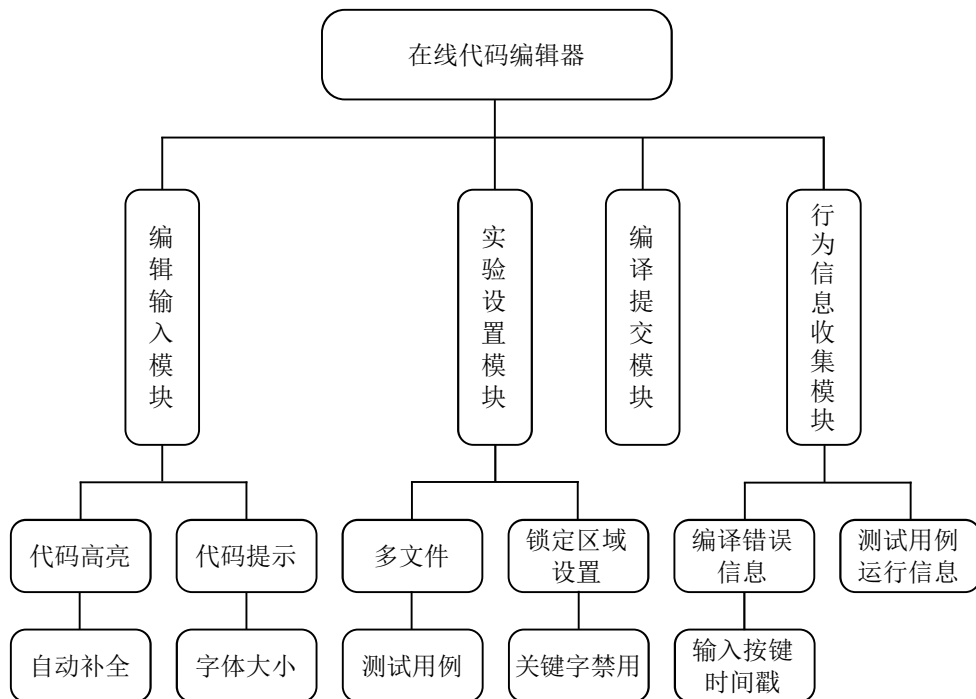 在线代码编辑器
编辑输入模块
实验设置模块
编译提交模块
行为信息收集模块
代码高亮
代码提示
多文件
锁定区域
设置
编译错误
信息
测试用例
运行信息
自动补全
字体大小
测试用例
关键字禁用
输入按键
时间戳